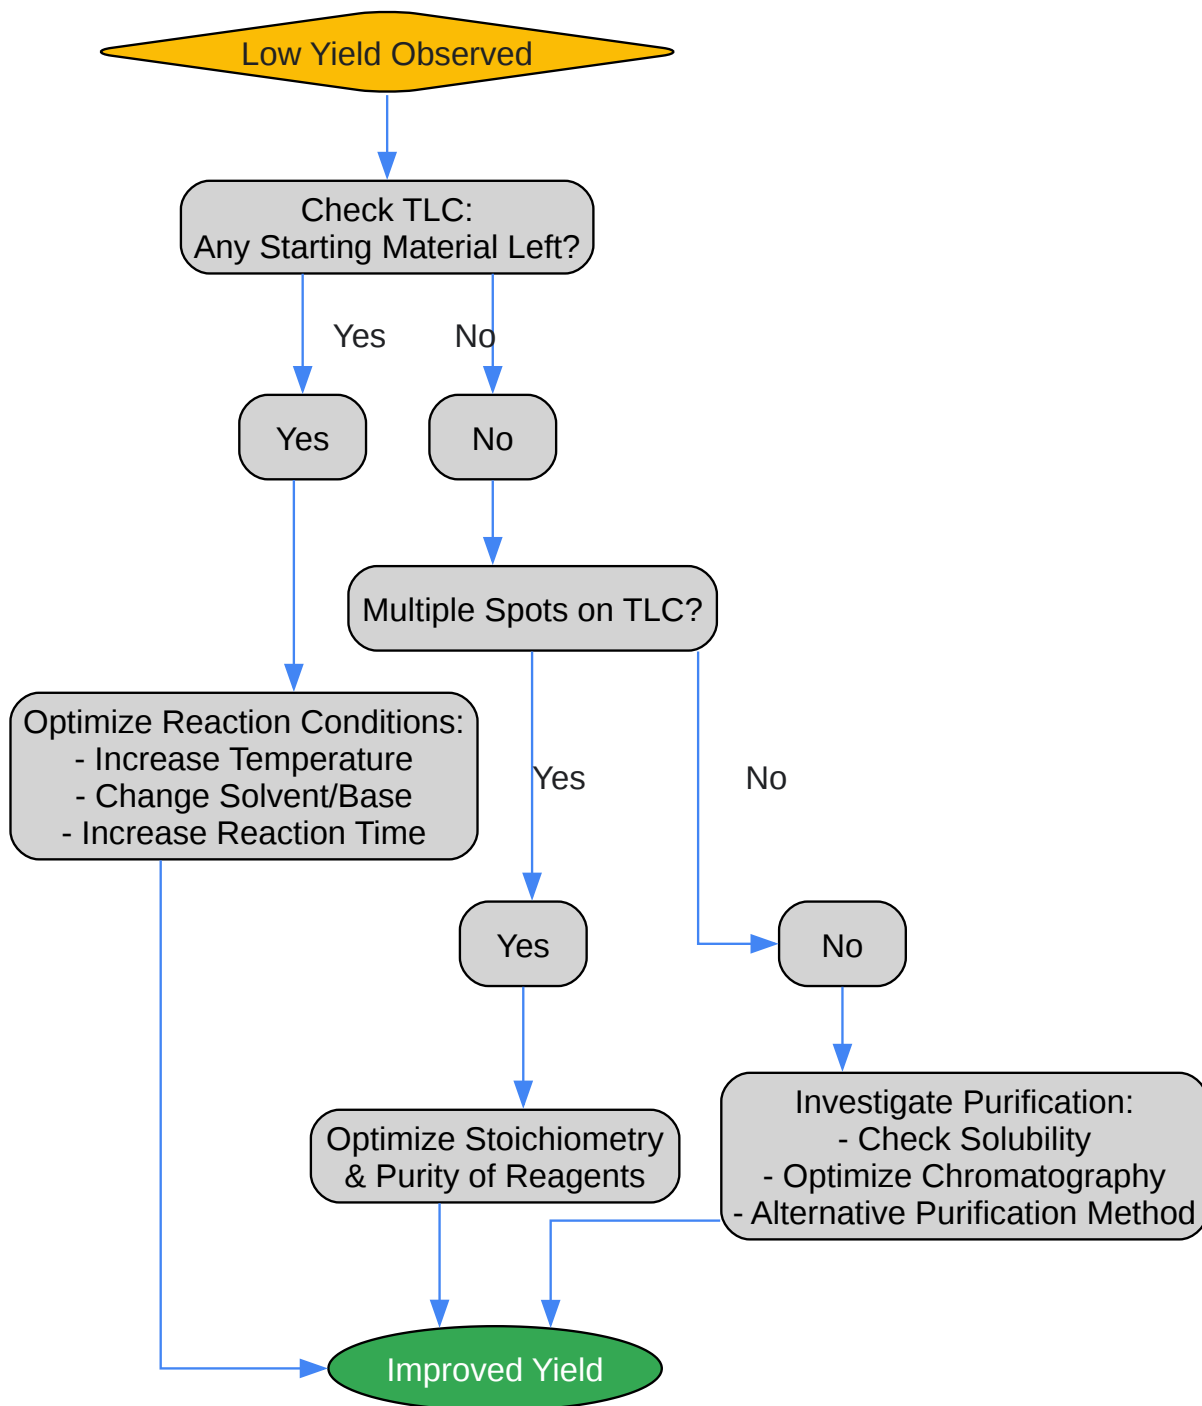 Low Yield Observed
Check TLC:
Any Starting Material Left?
Yes
No
Yes
No
Multiple Spots on TLC?
Optimize Reaction Conditions:
- Increase Temperature
- Change Solvent/Base
- Increase Reaction Time
Yes
No
Yes
No
Optimize Stoichiometry
& Purity of Reagents
Investigate Purification:
- Check Solubility
- Optimize Chromatography
- Alternative Purification Method
Improved Yield